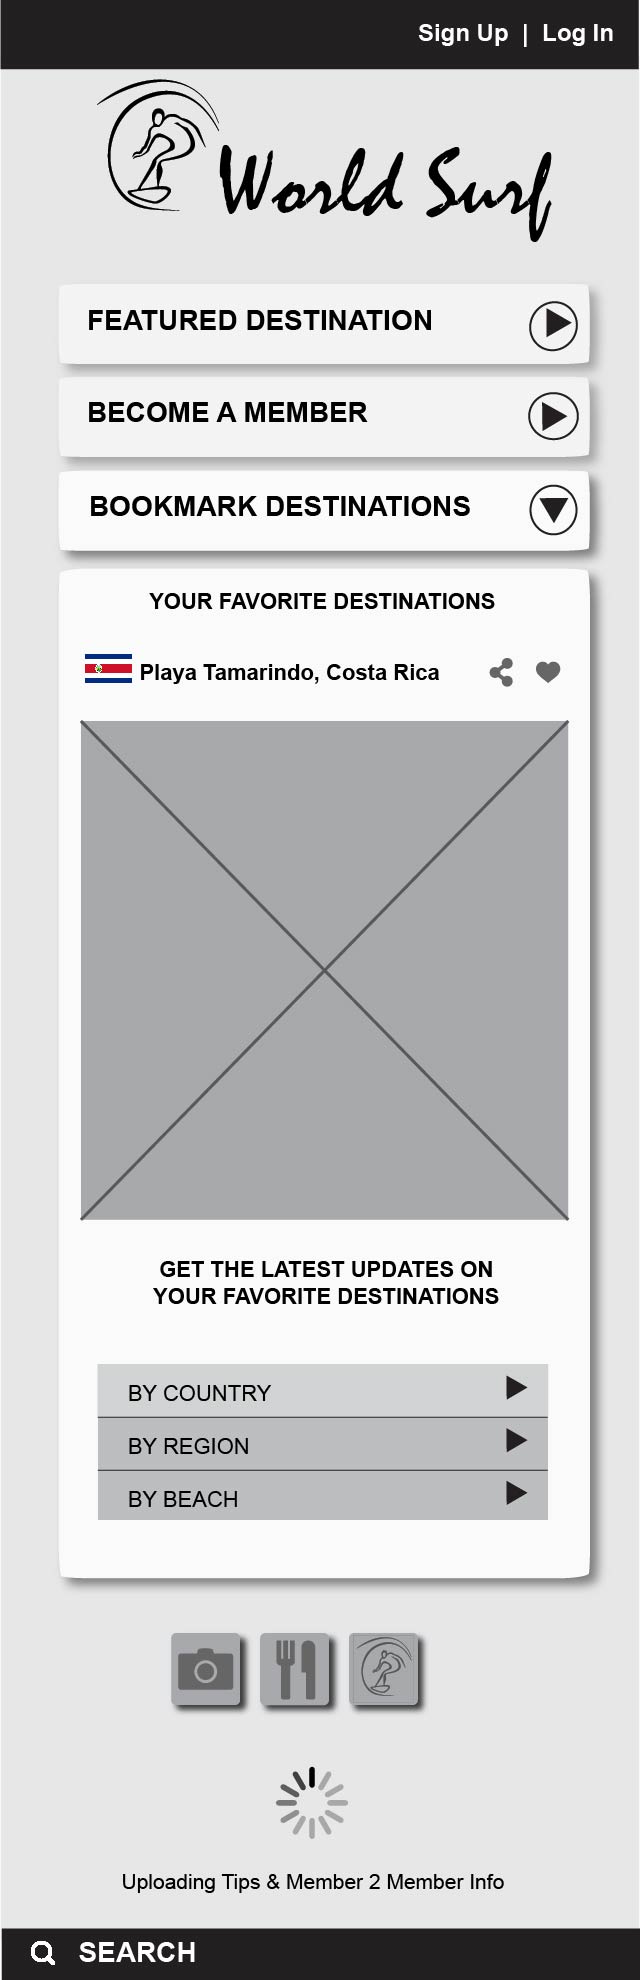 Sign Up | Log In
World Surf
FEATURED DESTINATION
BECOME A MEMBER
BOOKMARK DESTINATIONS
YOUR FAVORITE DESTINATIONS
Playa Tamarindo, Costa Rica
GET THE LATEST UPDATES ON
YOUR FAVORITE DESTINATIONS
BY COUNTRY
BY REGION
BY BEACH
Uploading Tips & Member 2 Member Info
SEARCH